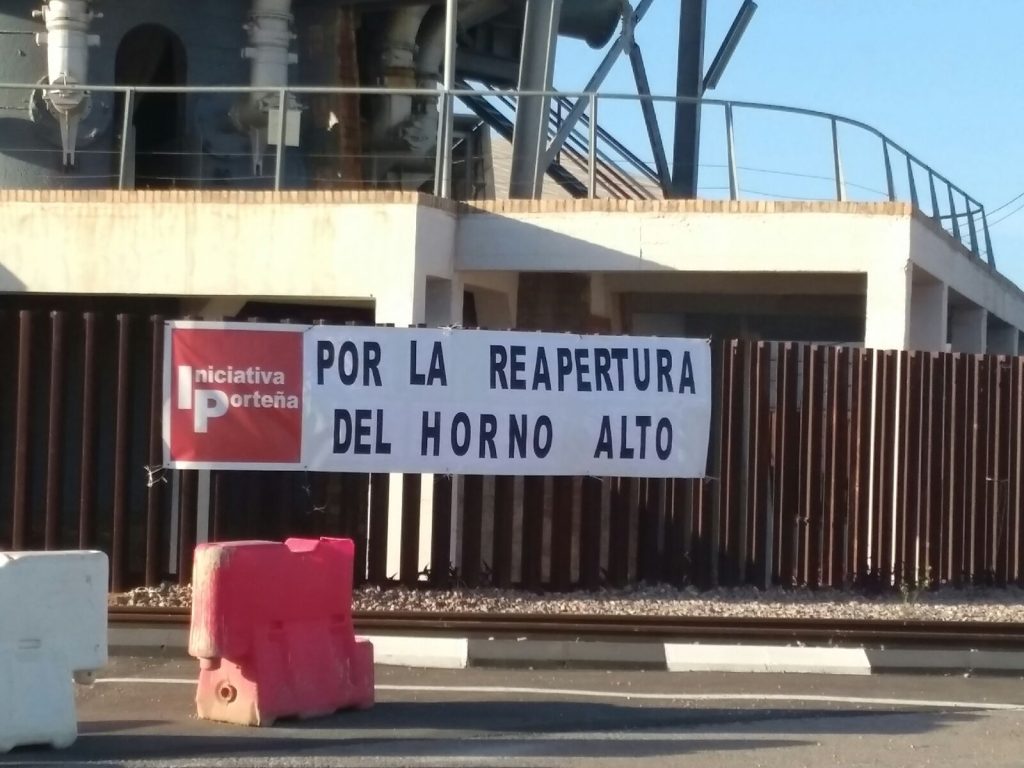 Iniciativa
Porteña
POR LA REAPERTURA
DEL HORNO ALTO